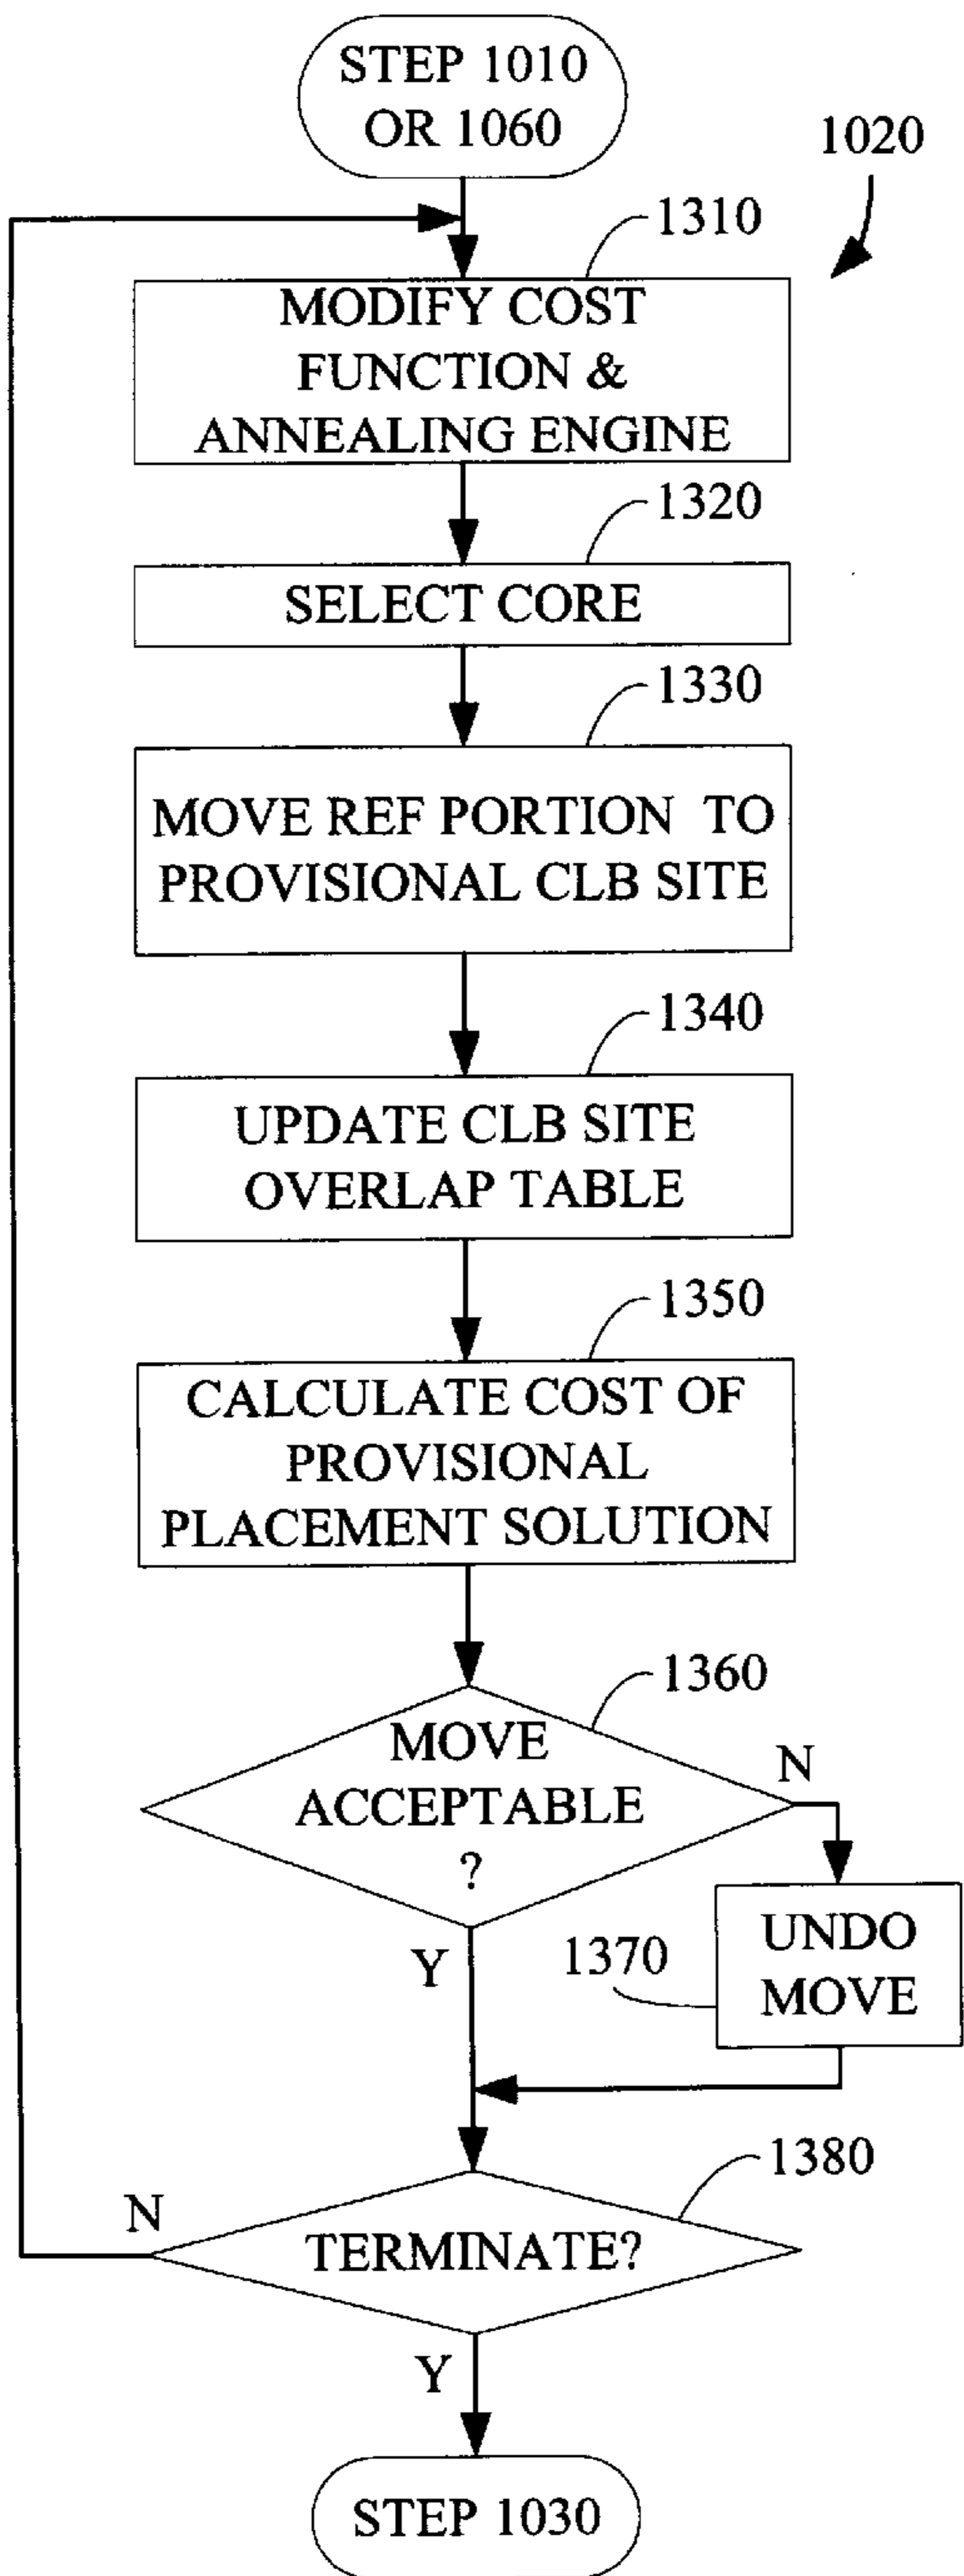 STEP 1010
OR 1060
1020
1310
MODIFY COST
FUNCTION &
ANNEALING ENGINE
1320
SELECT CORE
1330
MOVE REF PORTION TO
PROVISIONAL CLB SITE
1340
UPDATE CLB SITE
OVERLAP TABLE
1350
CALCULATE COST OF
PROVISIONAL
PLACEMENT SOLUTION
1360
MOVE
ACCEPTABLE
?
N
Y
1370
UNDO
MOVE
1380
N
TERMINATE?
Y
STEP 1030